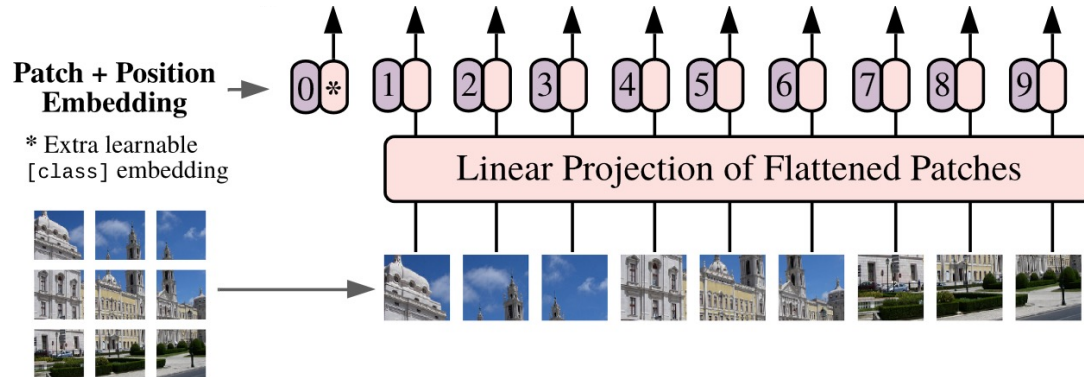 Patch + Position
Embedding
* Extra learnable
[class] embedding
0 * 1 2 3 4 5 6 7 8 9
Linear Projection of Flattened Patches